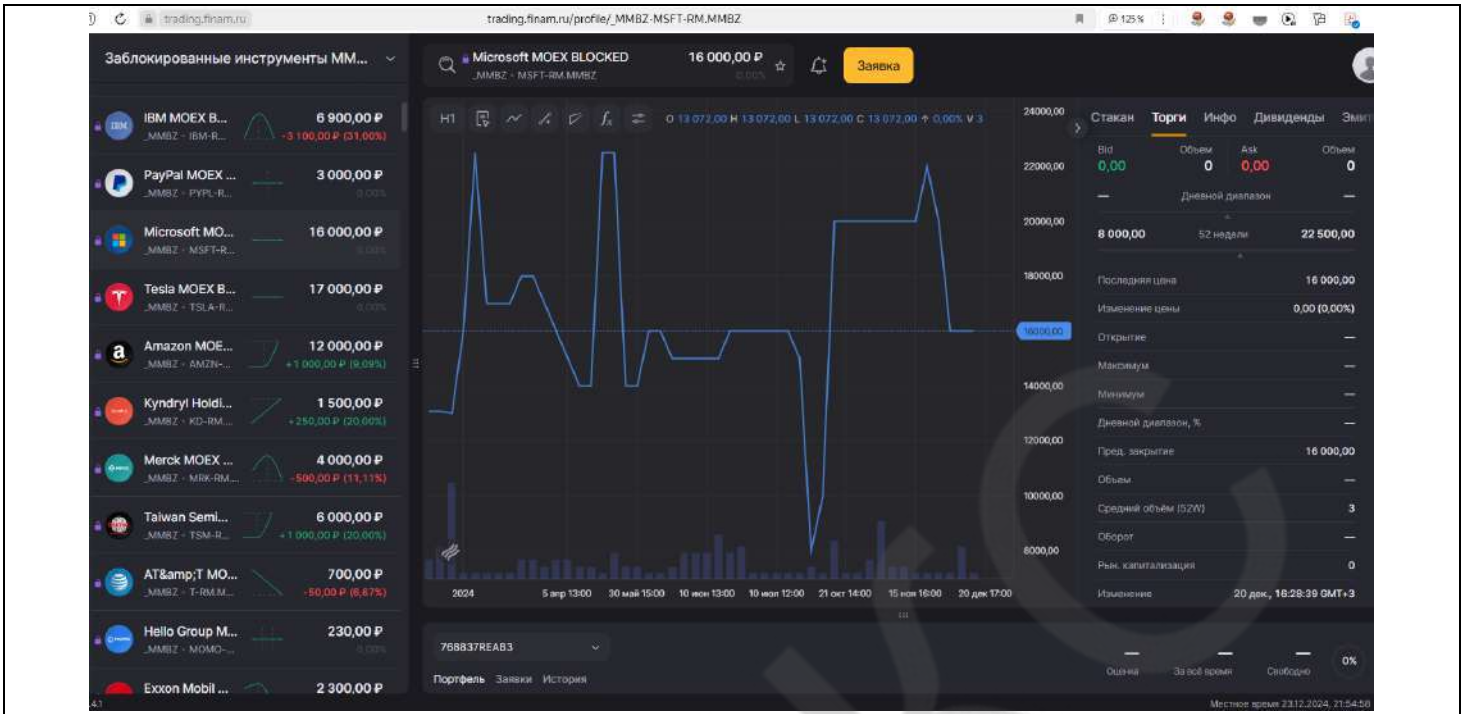 trading.finam.ru
trading.finam.ru/profile/_MMBZ-MSFT-RM.MMBZ
125 %
Заблокированные инструменты MM...
Microsoft MOEX BLOCKED
16 000,00 ₽
_MMBZ - MSFT-RM.MMBZ
0,00%
Заявка
IBM MOEX B...
6 900,00 ₽
_MMBZ - IBM-R...
-3 100,00 ₽ (31,00%)
PayPal MOEX ...
3 000,00 ₽
_MMBZ - PYPL-R...
0,00%
Microsoft MO...
16 000,00 ₽
_MMBZ - MSFT-R...
0,00%
Tesla MOEX B...
17 000,00 ₽
_MMBZ - TSLA-R...
0,00%
Amazon MOE...
12 000,00 ₽
_MMBZ - AMZN-...
+1 000,00 ₽ (9,09%)
Kyndryl Holdi...
1 500,00 ₽
_MMBZ - KD-RM....
+250,00 ₽ (20,00%)
Merck MOEX ...
4 000,00 ₽
_MMBZ - MRK-RM....
-500,00 ₽ (11,11%)
Taiwan Semi...
6 000,00 ₽
_MMBZ - TSM-R...
+1 000,00 ₽ (20,00%)
AT&amp;T MO...
700,00 ₽
_MMBZ - T-RM.M...
-50,00 ₽ (6,67%)
Hello Group M...
230,00 ₽
_MMBZ - MOMO-...
0,00%
Exxon Mobil ...
2 300,00 ₽
H1
O 13 072,00 H 13 072,00 L 13 072,00 C 13 072,00 0,00% V 3
24000,00
22000,00
20000,00
18000,00
16000,00
14000,00
12000,00
10000,00
8000,00
2024
5 апр 13:00
30 май 15:00
10 июн 13:00
10 июл 12:00
21 окт 14:00
15 ноя 16:00
20 дек 17:00
Стакан Торги Инфо Дивиденды Эмит
Bid Объем Ask Объем
0,00 0 0,00 0
— Дневной диапазон —
8 000,00 52 недели 22 500,00
Последняя цена 16 000,00
Изменение цены 0,00 (0,00%)
Открытие —
Максимум —
Минимум —
Дневной диапазон, % —
Пред. закрытие 16 000,00
Объем —
Средний объём (52W) 3
Оборот —
Рын. капитализация 0
Изменение 20 дек., 16:28:39 GMT+3
768837REAB3
Портфель Заявки История
— — —
Оценка За всё время Свободно 0%
4.1
Местное время 23.12.2024, 21:54:58